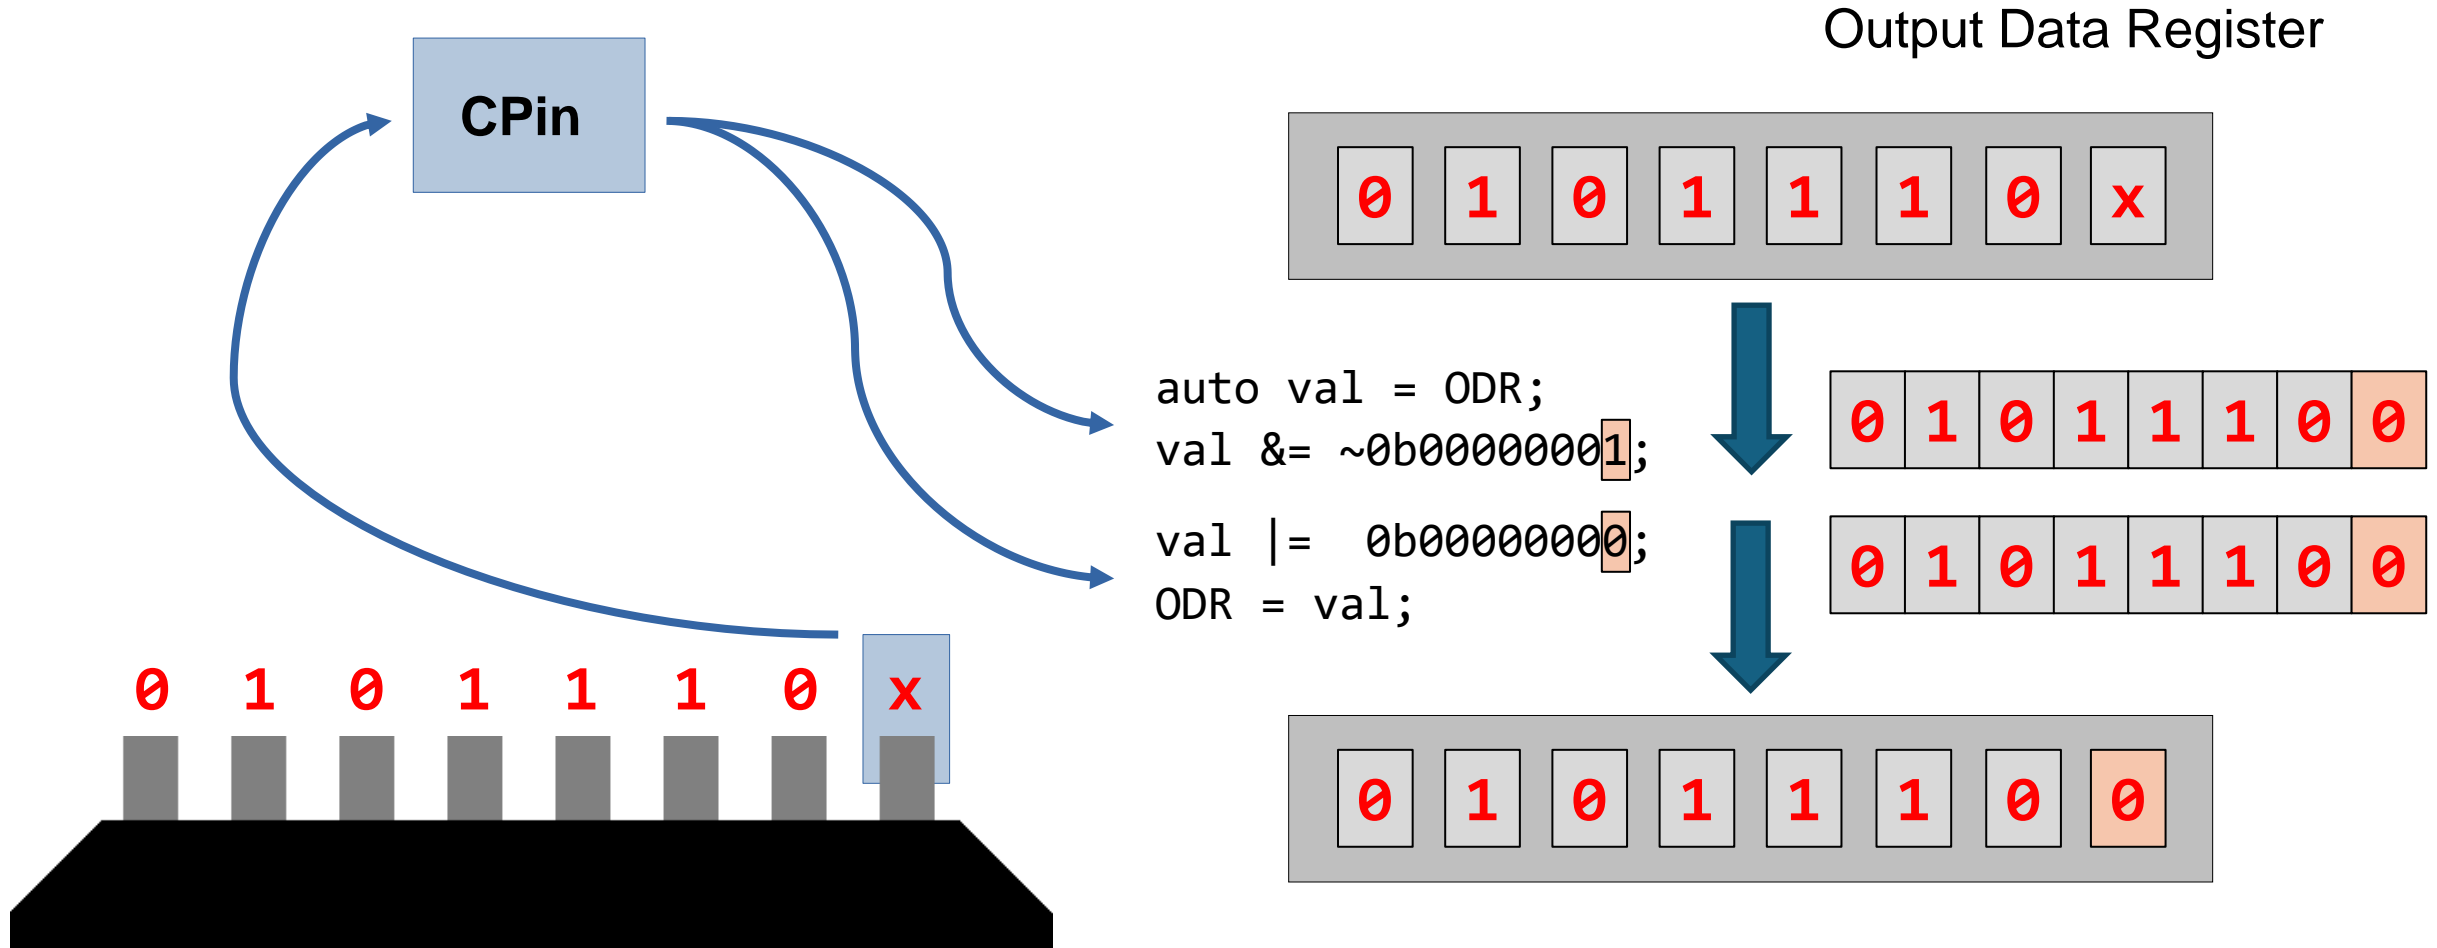 Output Data Register
CPin
0 1 0 1 1 1 0 x
auto val = ODR;
val &= ~0b00000001;
0 1 0 1 1 1 0 0
val |=  0b00000000;
ODR = val;
0 1 0 1 1 1 0 0
0 1 0 1 1 1 0 x
0 1 0 1 1 1 0 0